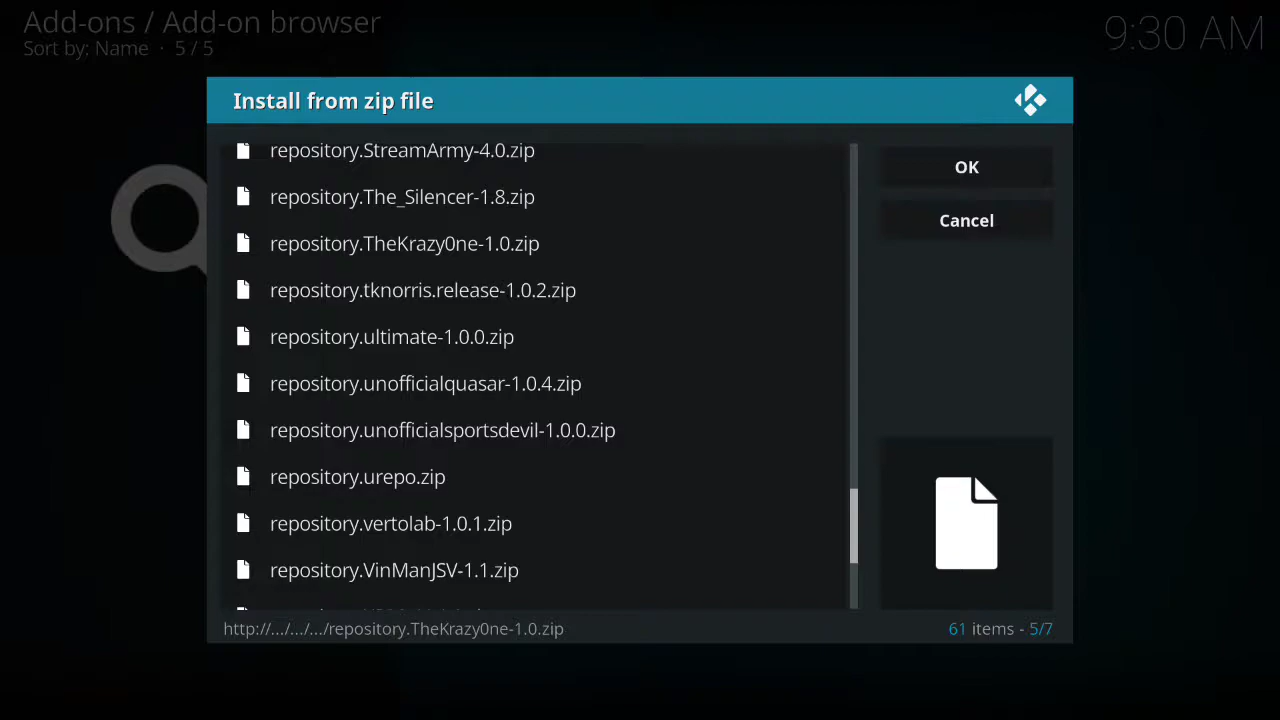 Add-ons / Add-on browser
Sort by: Name · 5 / 5
9:30 AM
Install from zip file
repository.StreamArmy-4.0.zip
repository.The_Silencer-1.8.zip
repository.TheKrazy0ne-1.0.zip
repository.tknorris.release-1.0.2.zip
repository.ultimate-1.0.0.zip
repository.unofficialquasar-1.0.4.zip
repository.unofficialsportsdevil-1.0.0.zip
repository.urepo.zip
repository.vertolab-1.0.1.zip
repository.VinManJSV-1.1.zip
OK
Cancel
http://.../.../.../repository.TheKrazy0ne-1.0.zip
61 items - 5/7